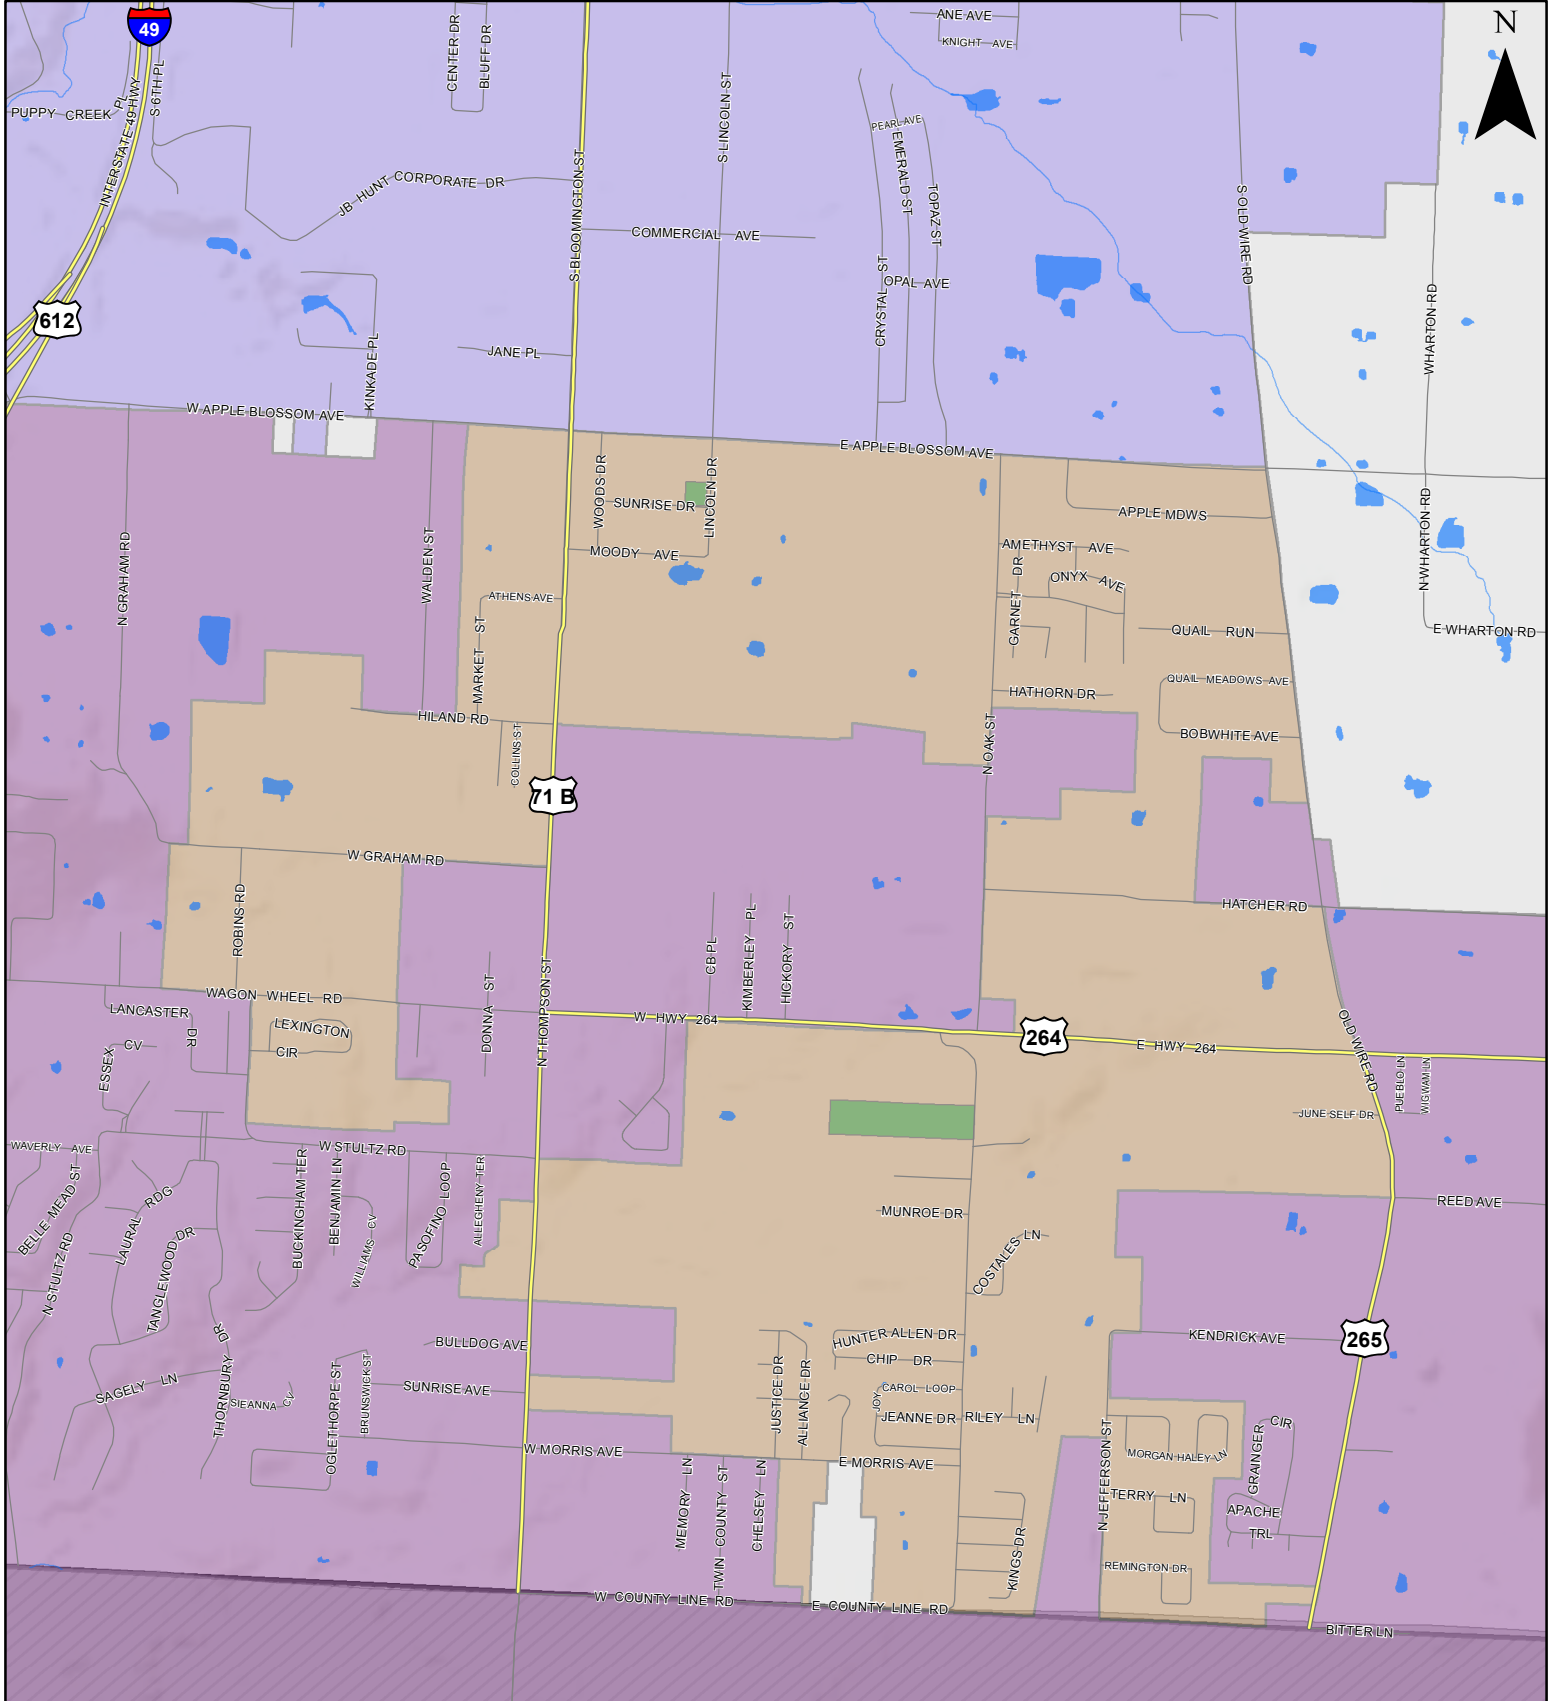 N
49
ANE AVE
KNIGHT AVE
CENTER DR
BLUFF DR
S 6TH PL
PUPPY CREEK PL
INTERSTATE 49 HWY
S LINCOLN ST
PEARL AVE
EMERALD ST
TOPAZ ST
JB HUNT CORPORATE DR
S BLOOMINGTON ST
COMMERCIAL AVE
S OLD WIRE RD
OPAL AVE
CRYSTAL ST
WHARTON RD
612
JANE PL
KINKADE PL
W APPLE BLOSSOM AVE
E APPLE BLOSSOM AVE
WOODS DR
SUNRISE DR
LINCOLN DR
MOODY AVE
APPLE MDWS
AMETHYST AVE
ONYX AVE
GARNET DR
N WHARTON RD
E WHARTON RD
N GRAHAM RD
WALDEN ST
ATHENS AVE
MARKET ST
QUAIL RUN
QUAIL MEADOWS AVE
HATHORN DR
BOBWHITE AVE
HILAND RD
COLLINS ST
N OAK ST
71 B
W GRAHAM RD
ROBINS RD
HATCHER RD
CB PL
KIMBERLEY PL
HICKORY ST
WAGON WHEEL RD
DONNA ST
N THOMPSON ST
W HWY 264
264
E HWY 264
OLD WIRE RD
LANCASTER DR
LEXINGTON CIR
ESSEX CV
PUEBLO LN
WIGWAM LN
JUNE SELF DR
WAVERLY AVE
W STULTZ RD
BELLE MEAD ST
N STULTZ RD
LAURAL RDG
TANGLEWOOD DR
BUCKINGHAM TER
BENJAMIN LN
WILLIAMS CV
PASOFINO LOOP
ALLEGHENY TER
MUNROE DR
COSTALES LN
REED AVE
THORNBURY DR
BULLDOG AVE
SUNRISE AVE
SAGELY LN
SIEANNA CV
OGLETHORPE ST
BRUNSWICK ST
HUNTER ALLEN DR
CHIP DR
CAROL LOOP
JOY
JEANNE DR
RILEY LN
JUSTICE DR
ALLIANCE DR
KENDRICK AVE
265
W MORRIS AVE
E MORRIS AVE
MEMORY LN
TWIN COUNTY ST
CHELSEY LN
KINGS DR
N JEFFERSON ST
MORGAN HALEY LN
TERRY LN
REMINGTON DR
GRAINGER CIR
APACHE TRL
W COUNTY LINE RD
E COUNTY LINE RD
BITTER LN